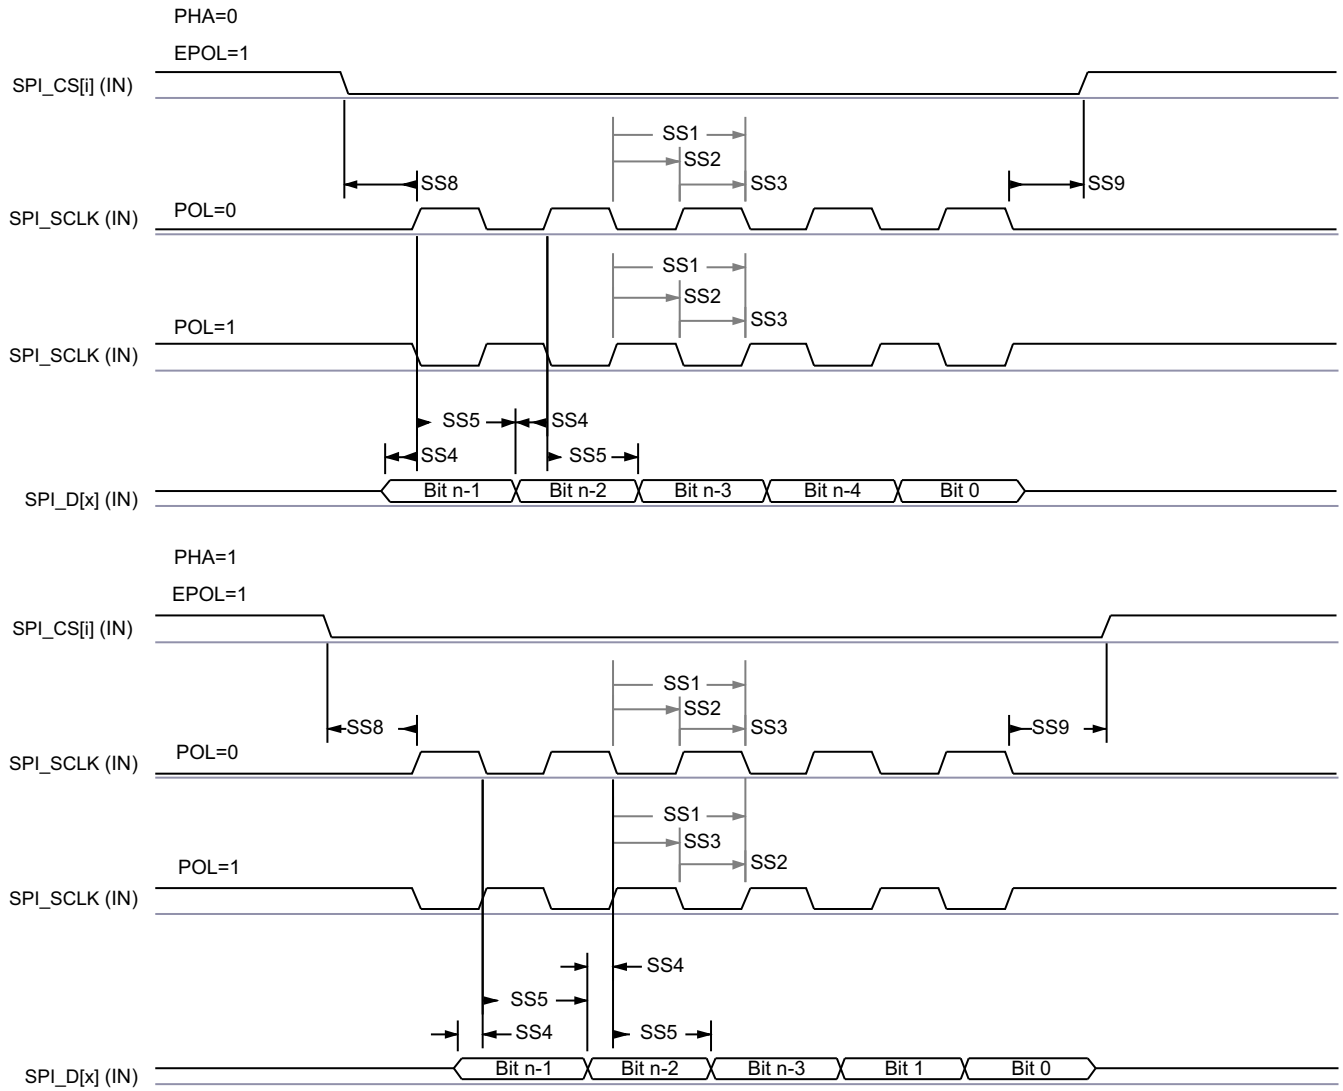 PHA=0
EPOL=1
SPI_CS[i] (IN)
SS1
SS2
SS8
SS3
SS9
POL=0
SPI_SCLK (IN)
SS1
SS2
SS3
POL=1
SPI_SCLK (IN)
SS5
SS4
SS4
SS5
Bit n-1
Bit n-2
Bit n-3
Bit n-4
Bit 0
SPI_D[x] (IN)
PHA=1
EPOL=1
SPI_CS[i] (IN)
SS1
SS2
SS8
SS3
SS9
POL=0
SPI_SCLK (IN)
SS1
SS3
SS2
POL=1
SPI_SCLK (IN)
SS4
SS5
SS4
SS5
Bit n-1
Bit n-2
Bit n-3
Bit 1
Bit 0
SPI_D[x] (IN)